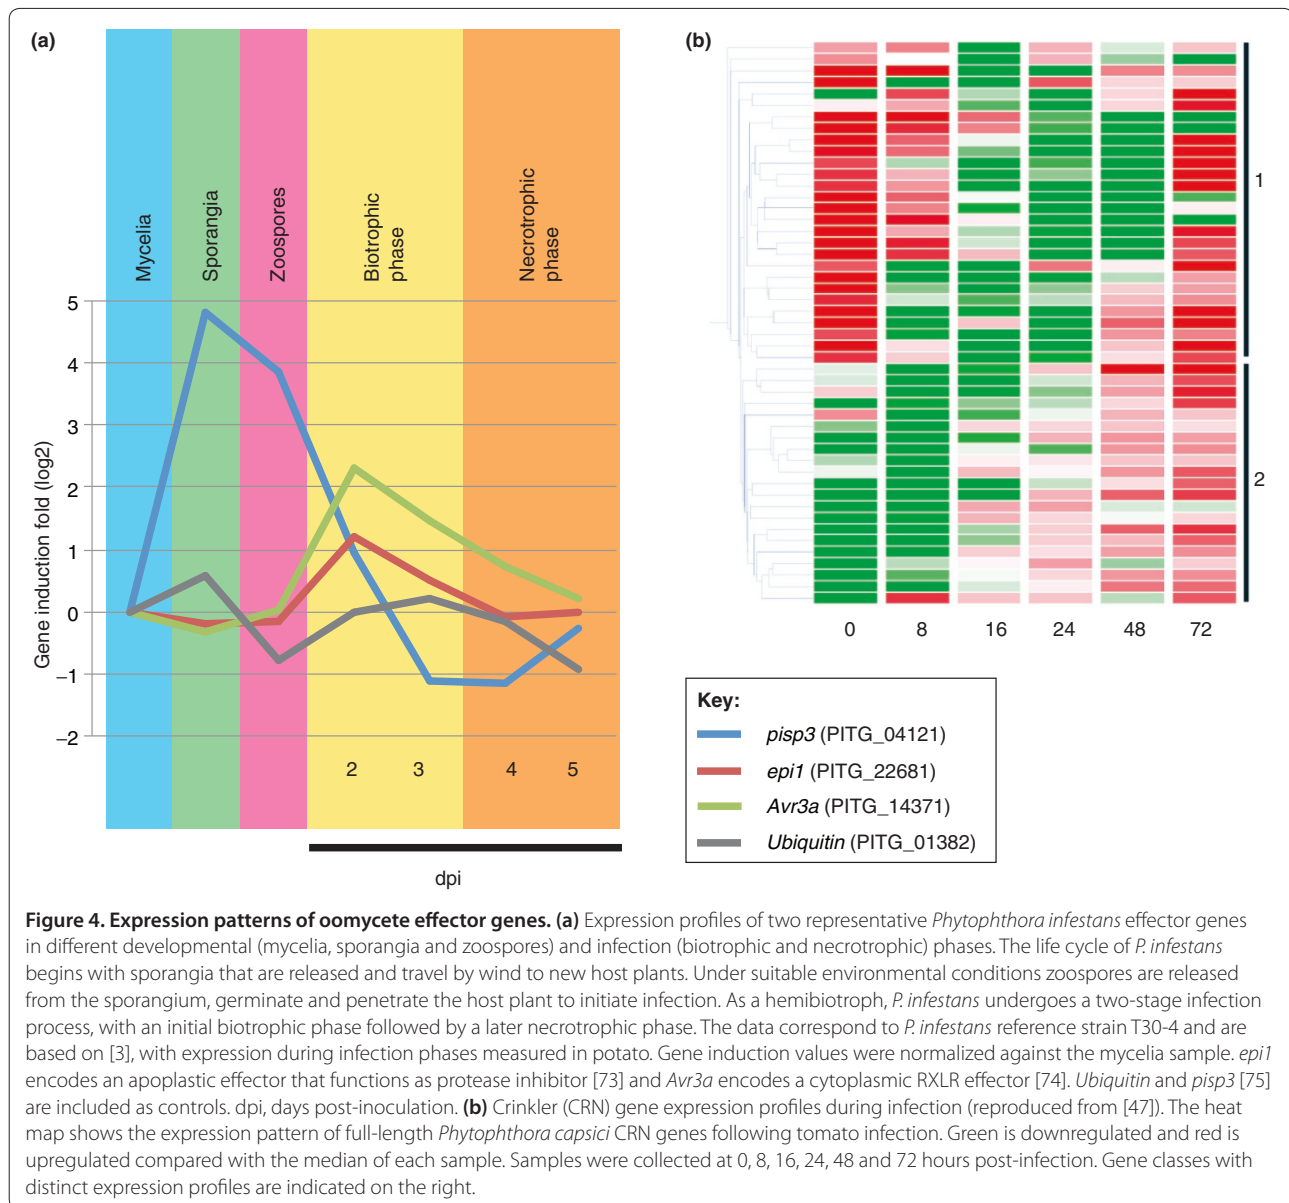 (a)
Mycelia
Sporangia
Zoospores
Biotrophic
phase
Necrotrophic
phase
Gene induction fold (log2)
5
4
3
2
1
0
–1
–2
2 3 4 5
dpi
(b)
1
2
0 8 16 24 48 72
Key:
pisp3 (PITG_04121)
epi1 (PITG_22681)
Avr3a (PITG_14371)
Ubiquitin (PITG_01382)
Figure 4. Expression patterns of oomycete effector genes. (a) Expression profiles of two representative Phytophthora infestans effector genes
in different developmental (mycelia, sporangia and zoospores) and infection (biotrophic and necrotrophic) phases. The life cycle of P. infestans
begins with sporangia that are released and travel by wind to new host plants. Under suitable environmental conditions zoospores are released
from the sporangium, germinate and penetrate the host plant to initiate infection. As a hemibiotroph, P. infestans undergoes a two-stage infection
process, with an initial biotrophic phase followed by a later necrotrophic phase. The data correspond to P. infestans reference strain T30-4 and are
based on [3], with expression during infection phases measured in potato. Gene induction values were normalized against the mycelia sample. epi1
encodes an apoplastic effector that functions as protease inhibitor [73] and Avr3a encodes a cytoplasmic RXLR effector [74]. Ubiquitin and pisp3 [75]
are included as controls. dpi, days post-inoculation. (b) Crinkler (CRN) gene expression profiles during infection (reproduced from [47]). The heat
map shows the expression pattern of full-length Phytophthora capsici CRN genes following tomato infection. Green is downregulated and red is
upregulated compared with the median of each sample. Samples were collected at 0, 8, 16, 24, 48 and 72 hours post-infection. Gene classes with
distinct expression profiles are indicated on the right.